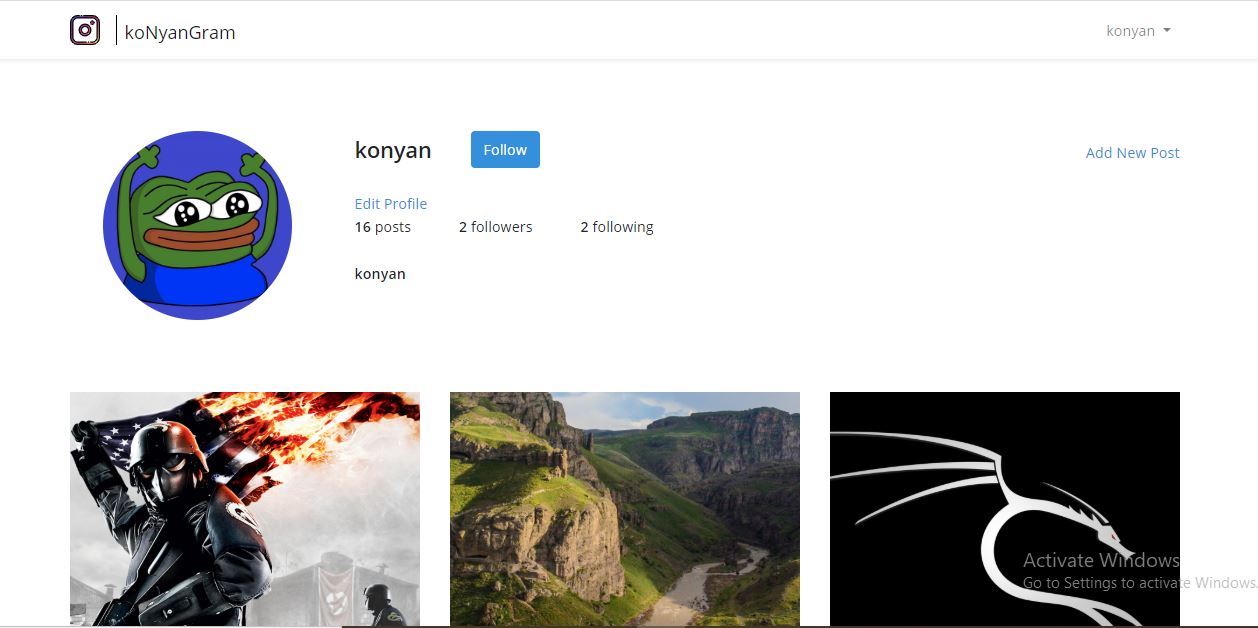 koNyanGram
konyan
konyan
Follow
Add New Post
Edit Profile
16 posts 2 followers 2 following
konyan
Activate Windows
Go to Settings to activate Windows.